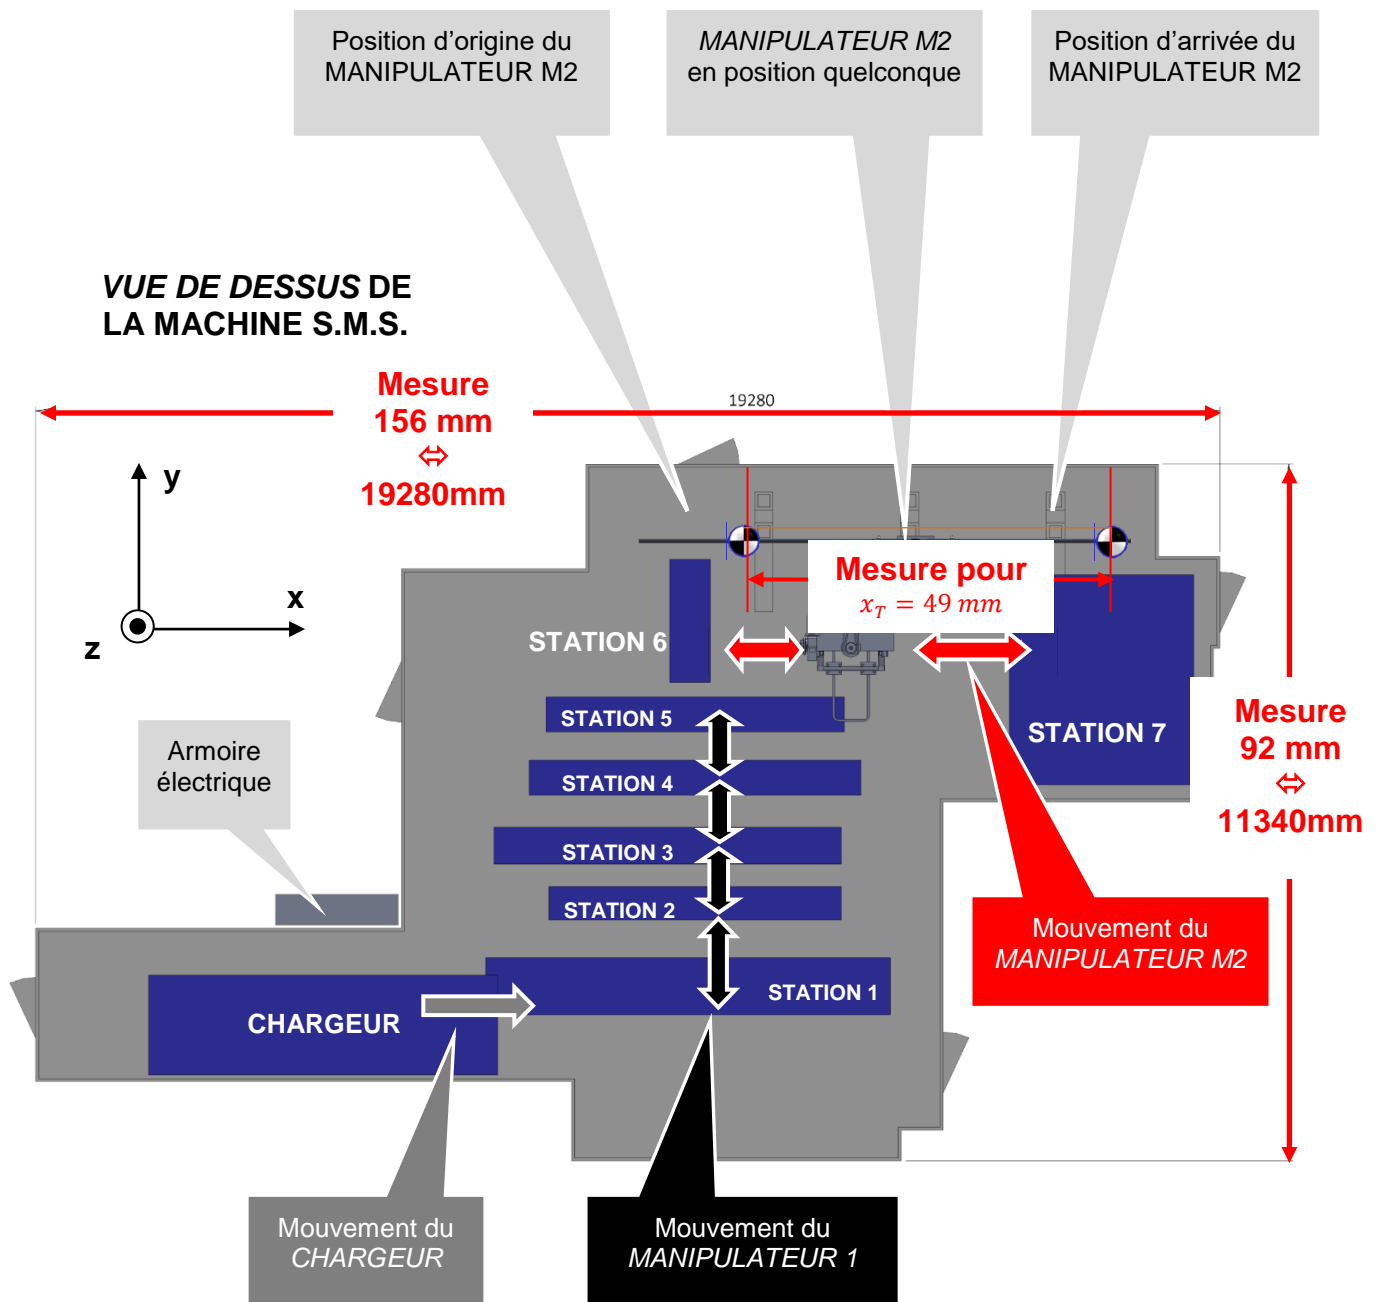 Position d'origine du
MANIPULATEUR M2
MANIPULATEUR M2
en position quelconque
Position d'arrivée du
MANIPULATEUR M2
VUE DE DESSUS DE
LA MACHINE S.M.S.
Mesure
156 mm
⇔
19280mm
19280
y
x
z
Mesure pour
x_T = 49 mm
STATION 6
STATION 5
STATION 7
Mesure
92 mm
⇔
11340mm
Armoire
électrique
STATION 4
STATION 3
STATION 2
Mouvement du
MANIPULATEUR M2
STATION 1
CHARGEUR
Mouvement du
CHARGEUR
Mouvement du
MANIPULATEUR 1